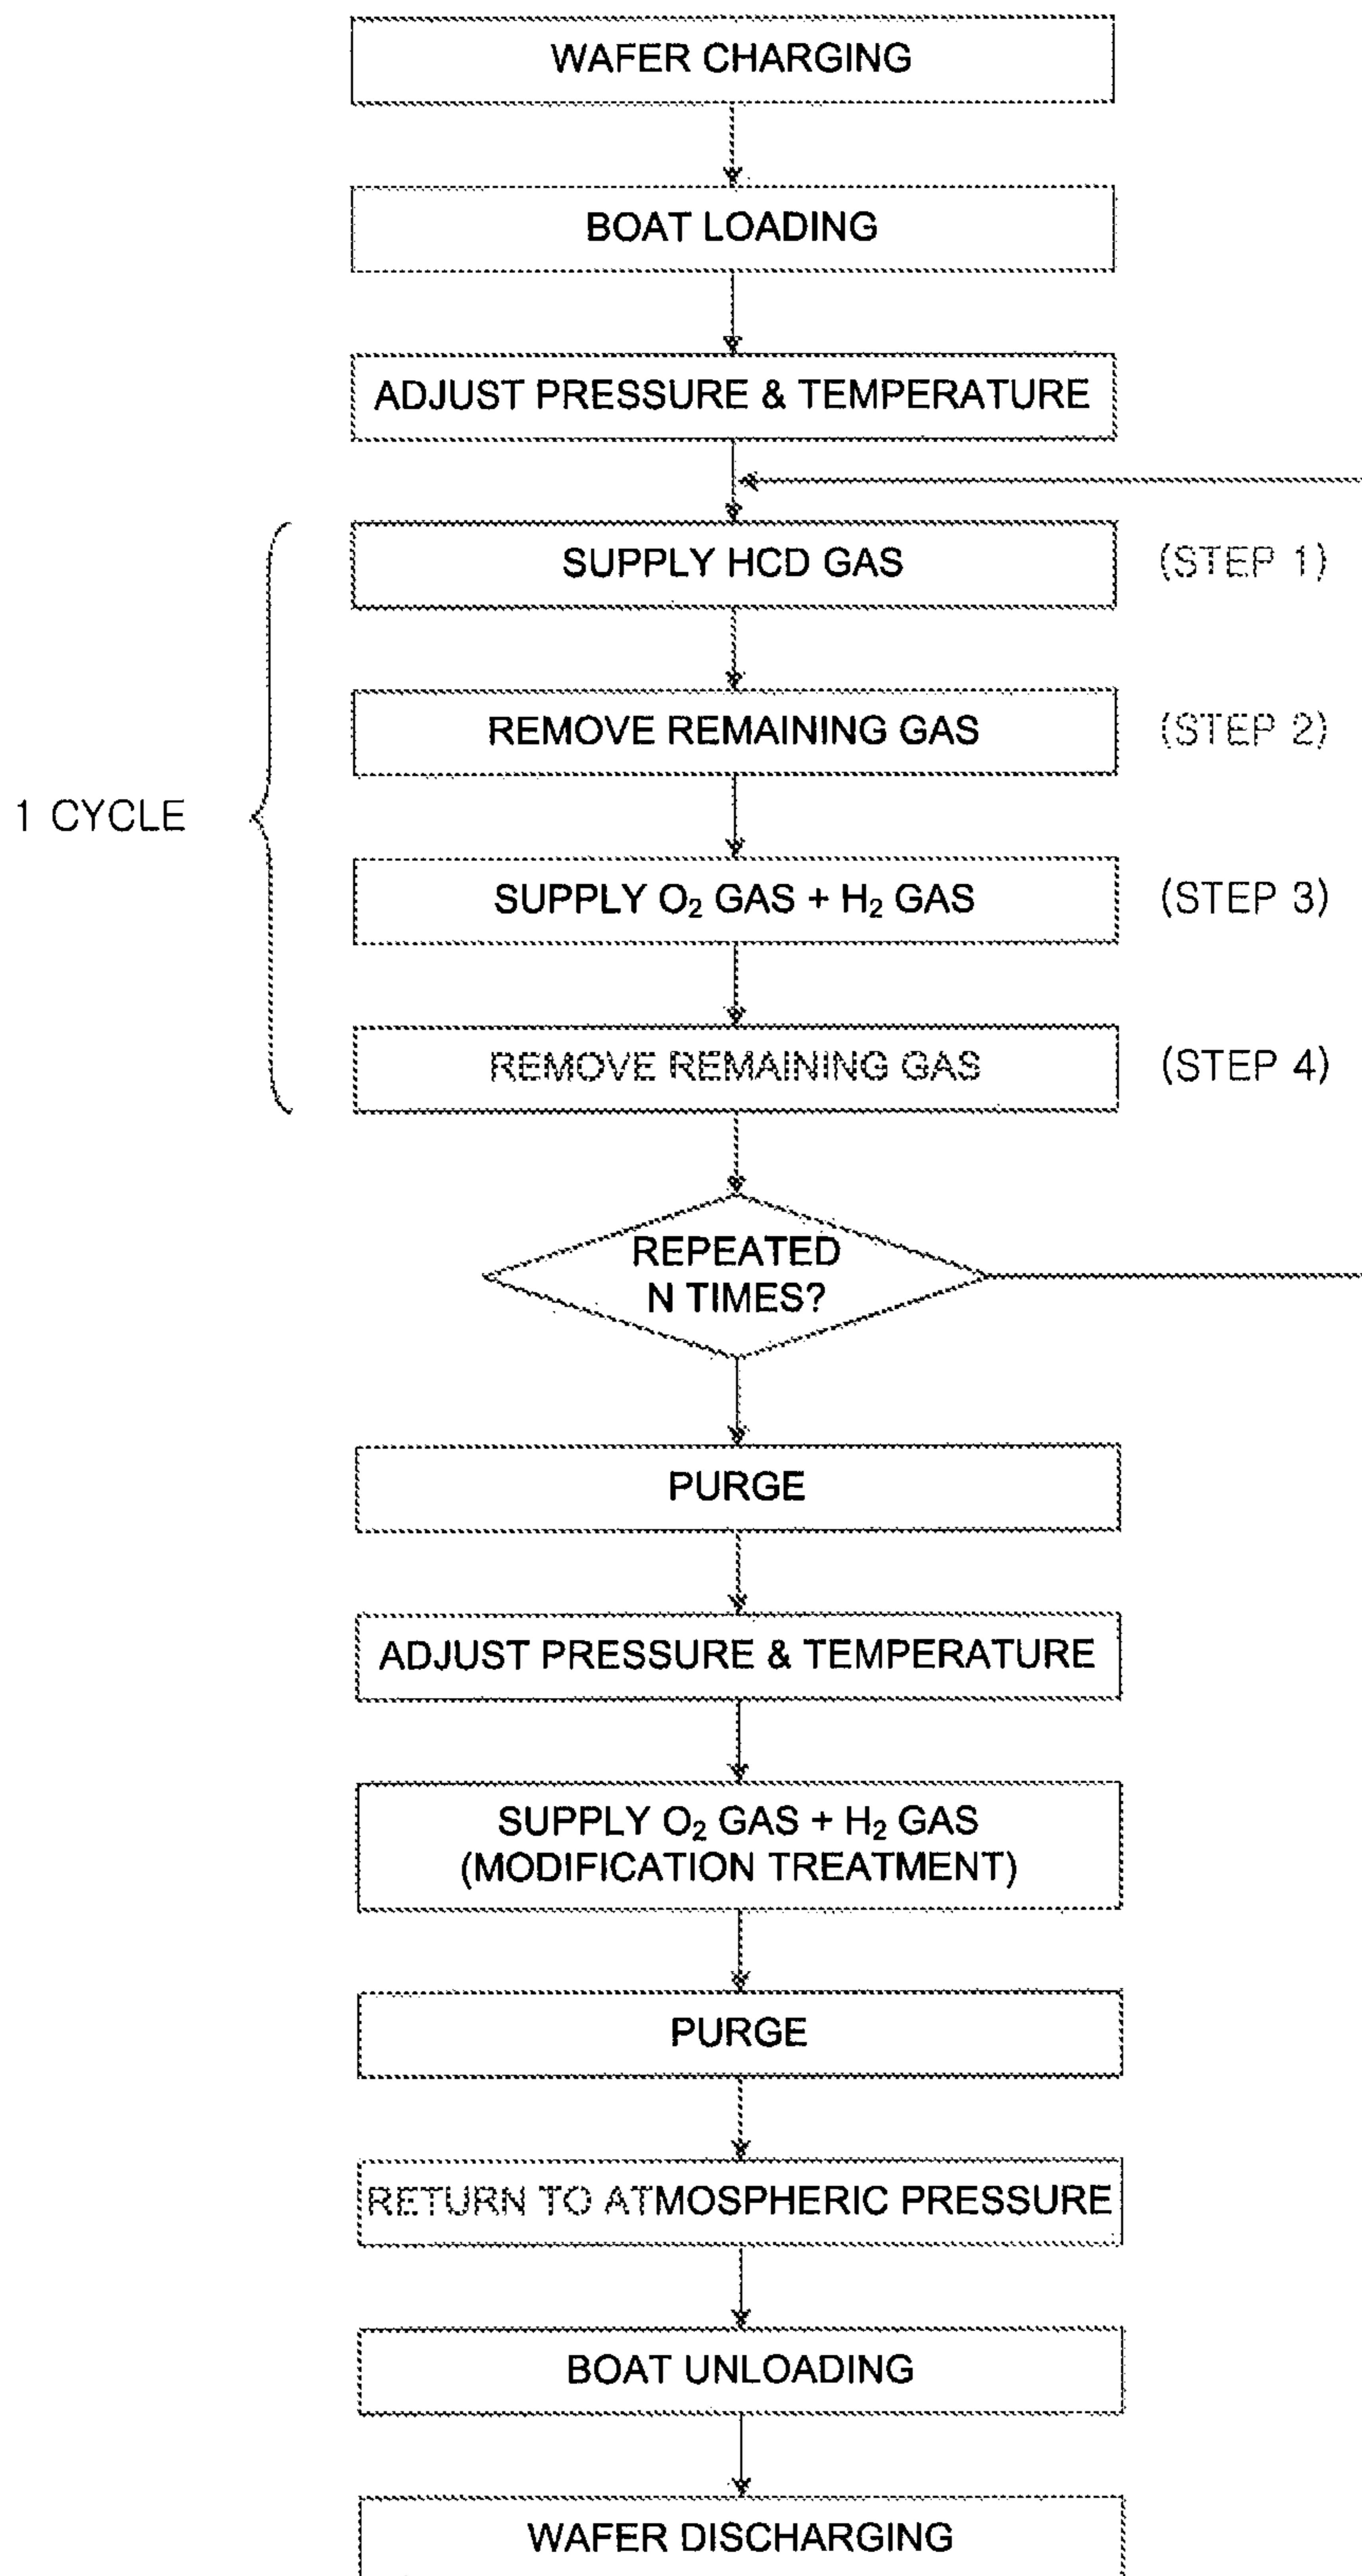 WAFER CHARGING
BOAT LOADING
ADJUST PRESSURE & TEMPERATURE
SUPPLY HCD GAS
(STEP 1)
REMOVE REMAINING GAS
(STEP 2)
1 CYCLE
SUPPLY O₂ GAS + H₂ GAS
(STEP 3)
REMOVE REMAINING GAS
(STEP 4)
REPEATED
N TIMES?
PURGE
ADJUST PRESSURE & TEMPERATURE
SUPPLY O₂ GAS + H₂ GAS
(MODIFICATION TREATMENT)
PURGE
RETURN TO ATMOSPHERIC PRESSURE
BOAT UNLOADING
WAFER DISCHARGING